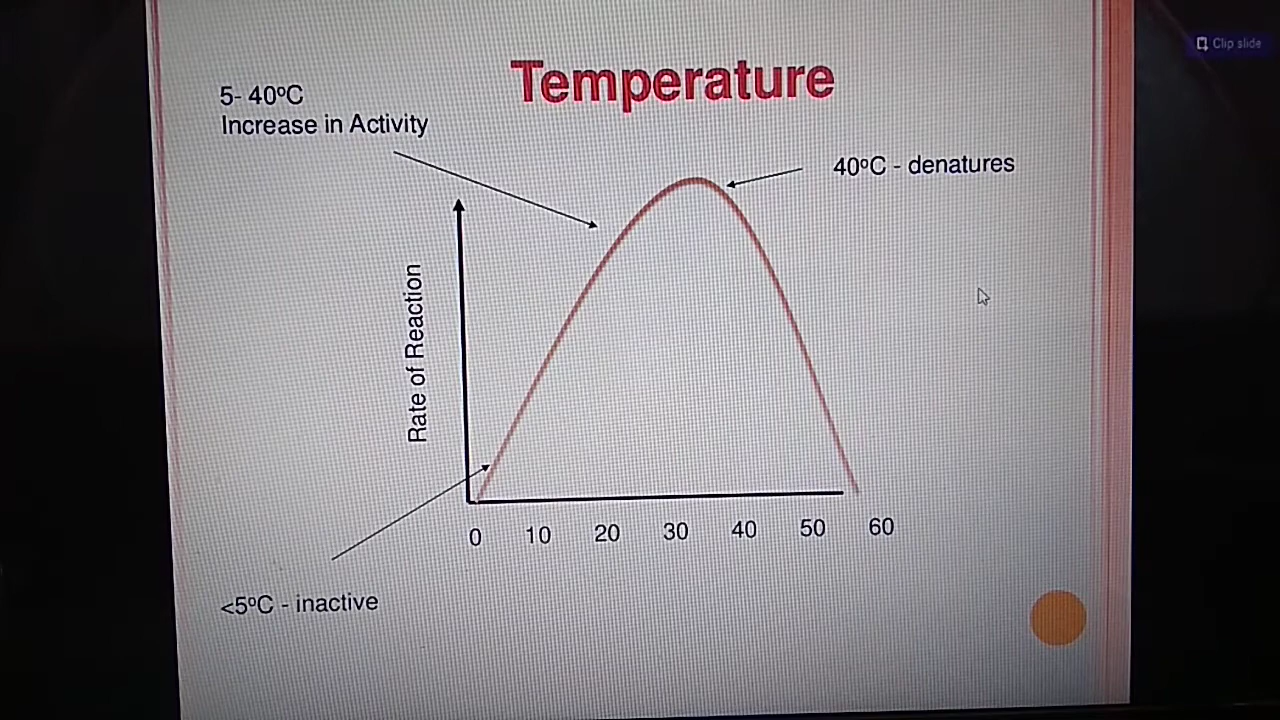 Clip slide
Temperature
5- 40ºC
Increase in Activity
40ºC - denatures
Rate of Reaction
0 10 20 30 40 50 60
<5ºC - inactive